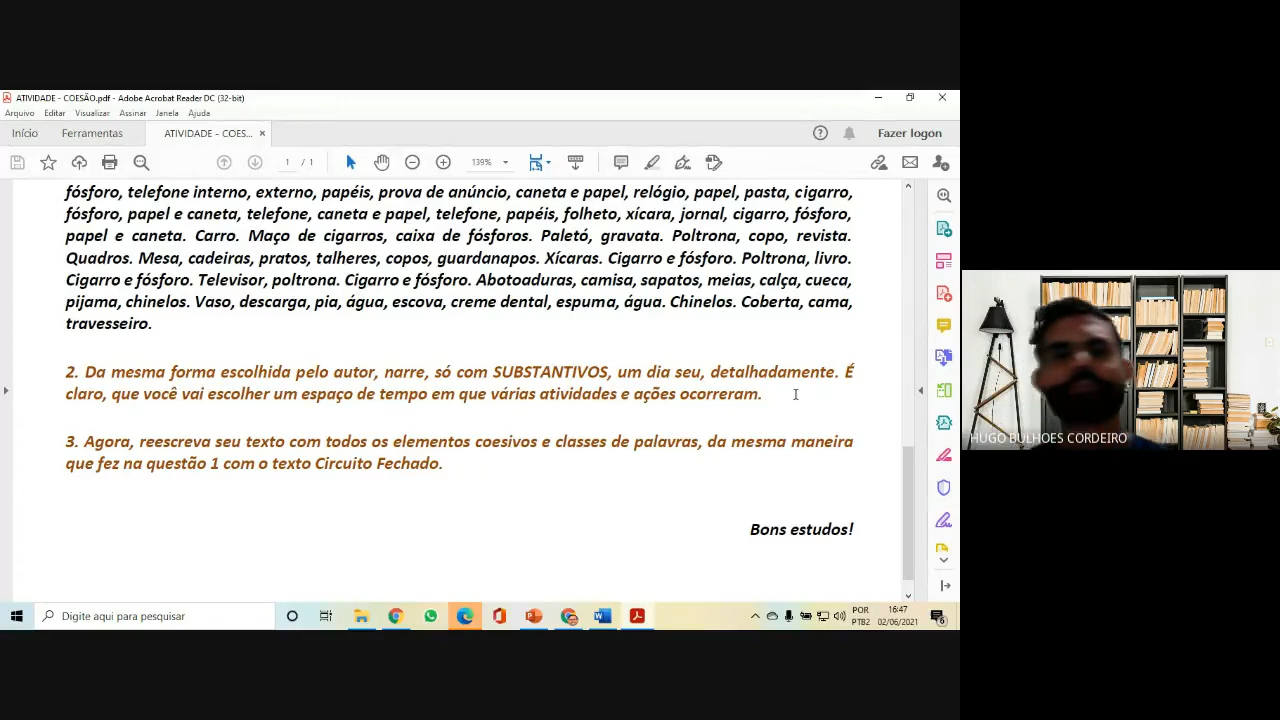 ATIVIDADE - COESÃO.pdf - Adobe Acrobat Reader DC (32-bit)
Arquivo Editar Visualizar Assinar Janela Ajuda
Início Ferramentas ATIVIDADE - COES... × Fazer logon
1 / 1 139%
fósforo, telefone interno, externo, papéis, prova de anúncio, caneta e papel, relógio, papel, pasta, cigarro,
fósforo, papel e caneta, telefone, caneta e papel, telefone, papéis, folheto, xícara, jornal, cigarro, fósforo,
papel e caneta. Carro. Maço de cigarros, caixa de fósforos. Paletó, gravata. Poltrona, copo, revista.
Quadros. Mesa, cadeiras, pratos, talheres, copos, guardanapos. Xícaras. Cigarro e fósforo. Poltrona, livro.
Cigarro e fósforo. Televisor, poltrona. Cigarro e fósforo. Abotoaduras, camisa, sapatos, meias, calça, cueca,
pijama, chinelos. Vaso, descarga, pia, água, escova, creme dental, espuma, água. Chinelos. Coberta, cama,
travesseiro.
2. Da mesma forma escolhida pelo autor, narre, só com SUBSTANTIVOS, um dia seu, detalhadamente. É
claro, que você vai escolher um espaço de tempo em que várias atividades e ações ocorreram.
3. Agora, reescreva seu texto com todos os elementos coesivos e classes de palavras, da mesma maneira
que fez na questão 1 com o texto Circuito Fechado.
Bons estudos!
HUGO BULHOES CORDEIRO
Digite aqui para pesquisar
POR
PTB2
16:47
02/06/2021
6